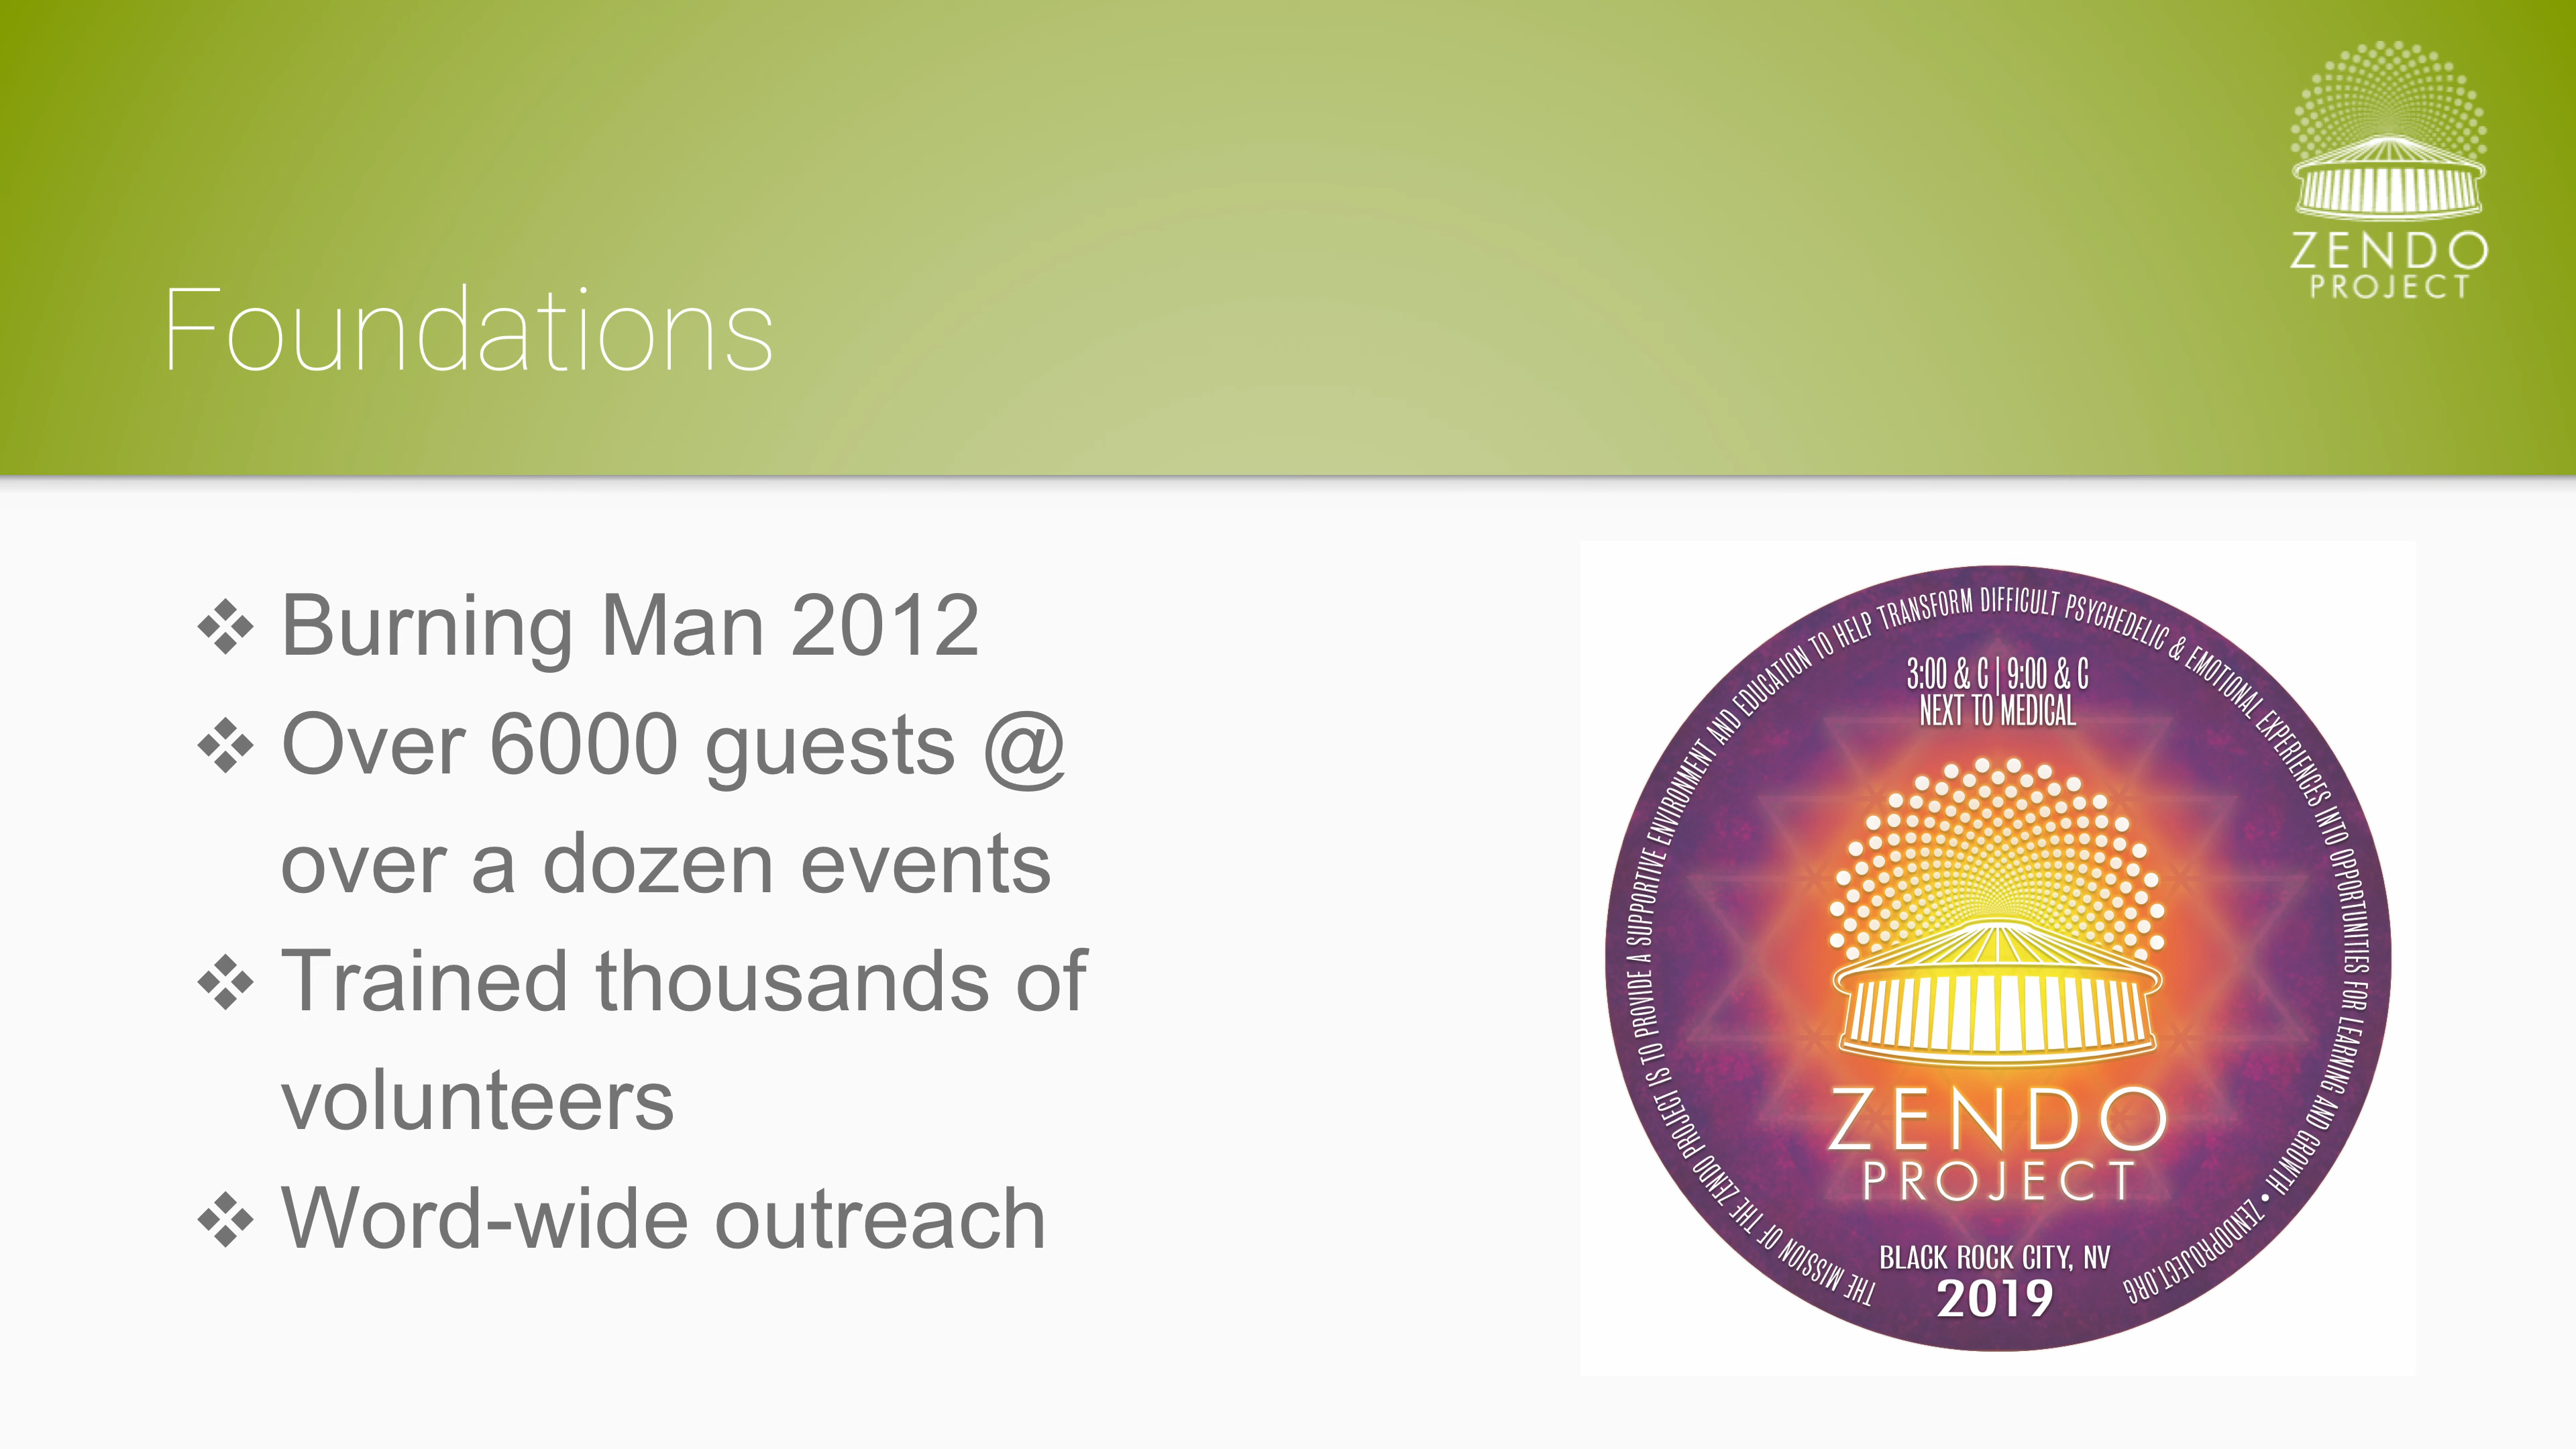 ZENDO
PROJECT
Foundations
❖ Burning Man 2012
❖ Over 6000 guests @
over a dozen events
❖ Trained thousands of
volunteers
❖ Word-wide outreach
THE MISSION OF THE ZENDO PROJECT IS TO PROVIDE A SUPPORTIVE ENVIRONMENT AND EDUCATION TO HELP TRANSFORM DIFFICULT PSYCHEDELIC & EMOTIONAL EXPERIENCES INTO OPPORTUNITIES FOR LEARNING AND GROWTH • ZENDOPROJECT.ORG
3:00 & C | 9:00 & C
NEXT TO MEDICAL
ZENDO
PROJECT
BLACK ROCK CITY, NV
2019